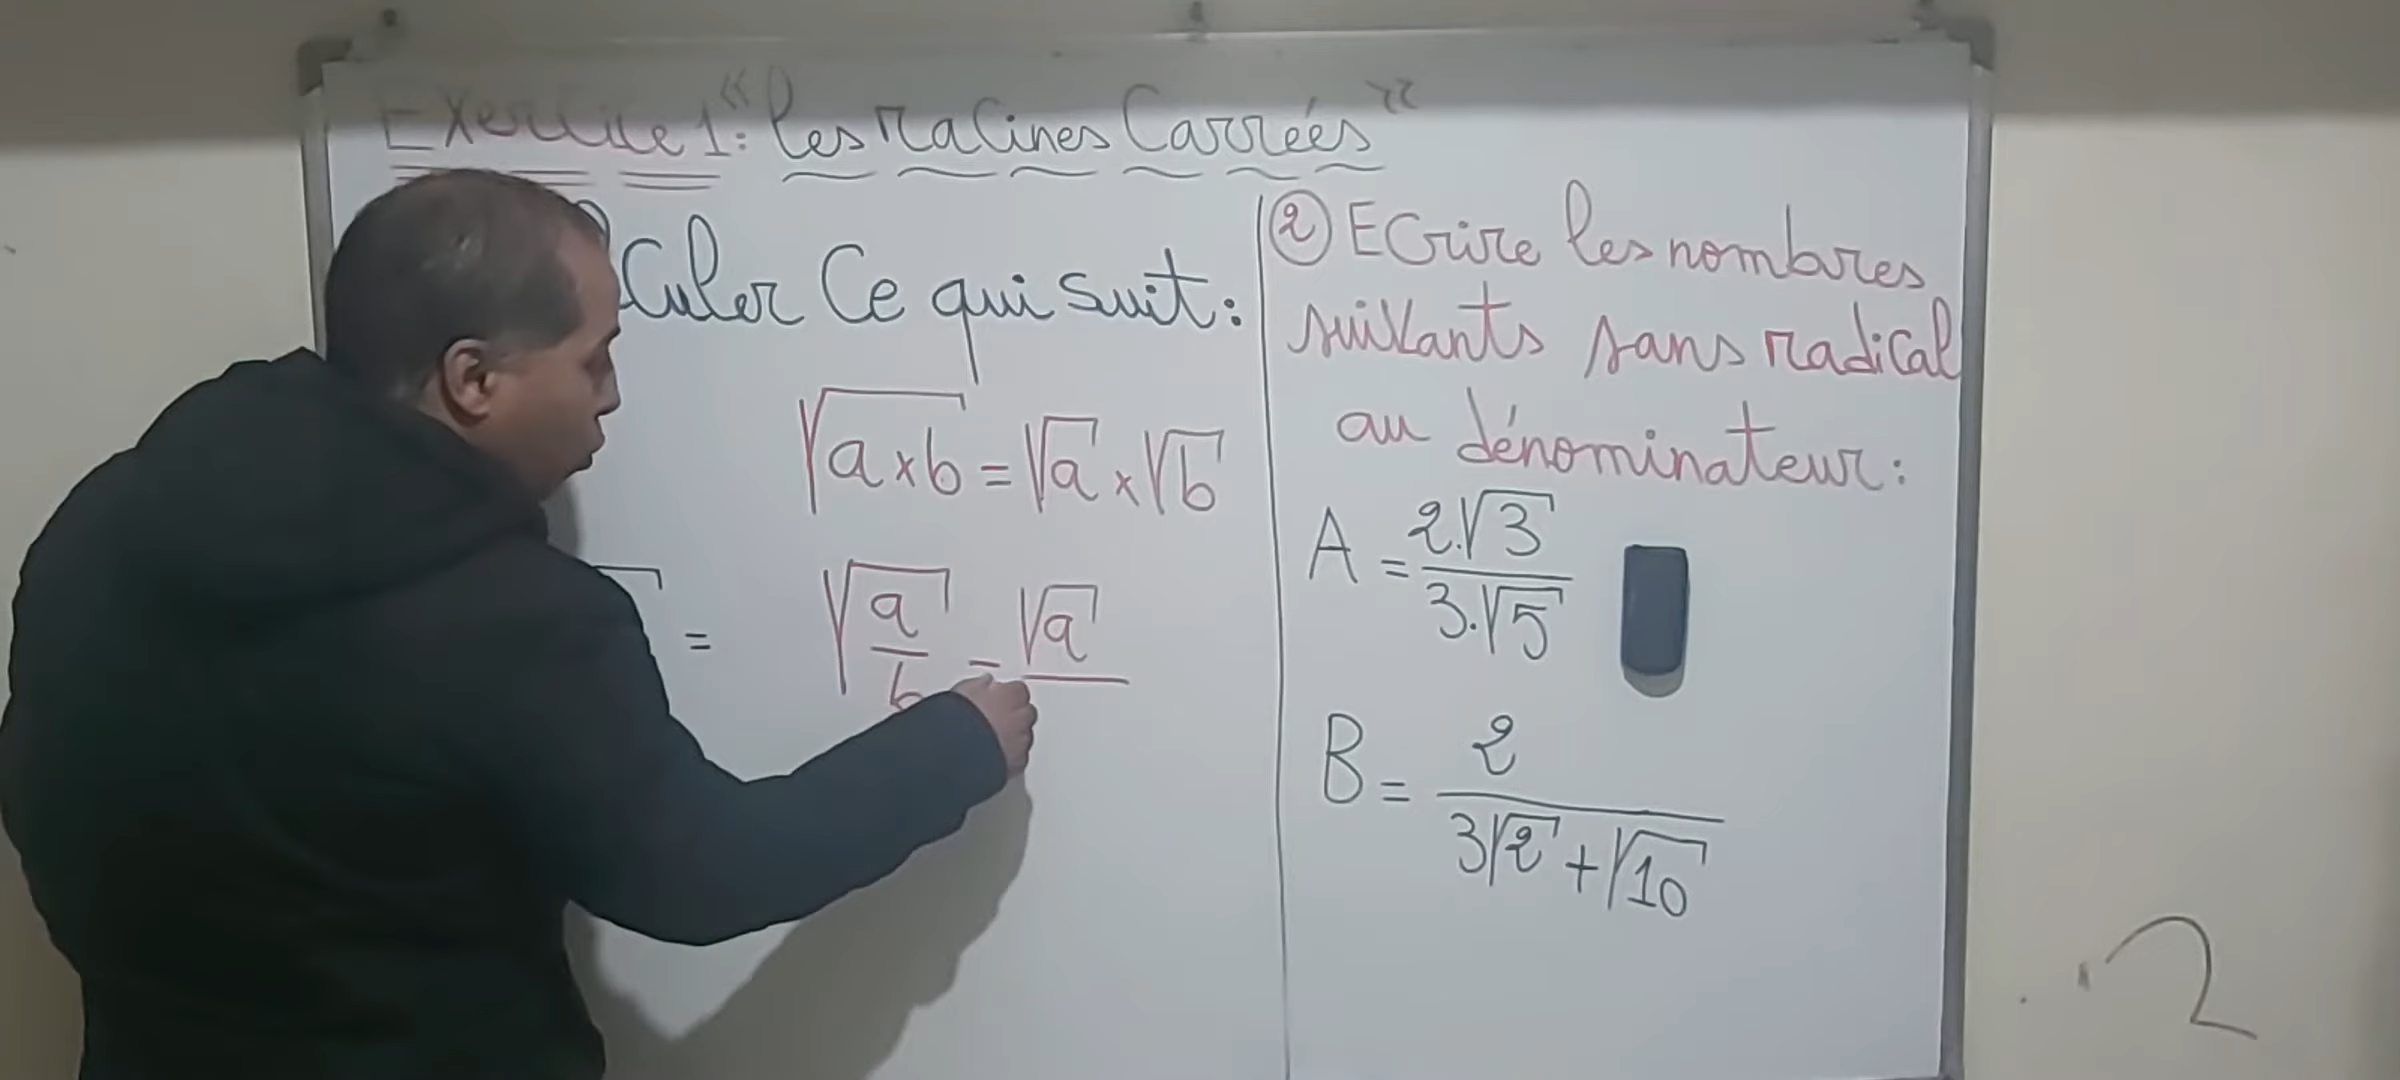 Exercice 1: "les racines Carrées"
Culer Ce qui suit:
√(a×b) = √a × √b
=
√(a/b) = √a
② Ecrire les nombres
suivants sans radical
au dénominateur:
A = 2.√3 / 3.√5
B = 2 / 3√2 + √10
2